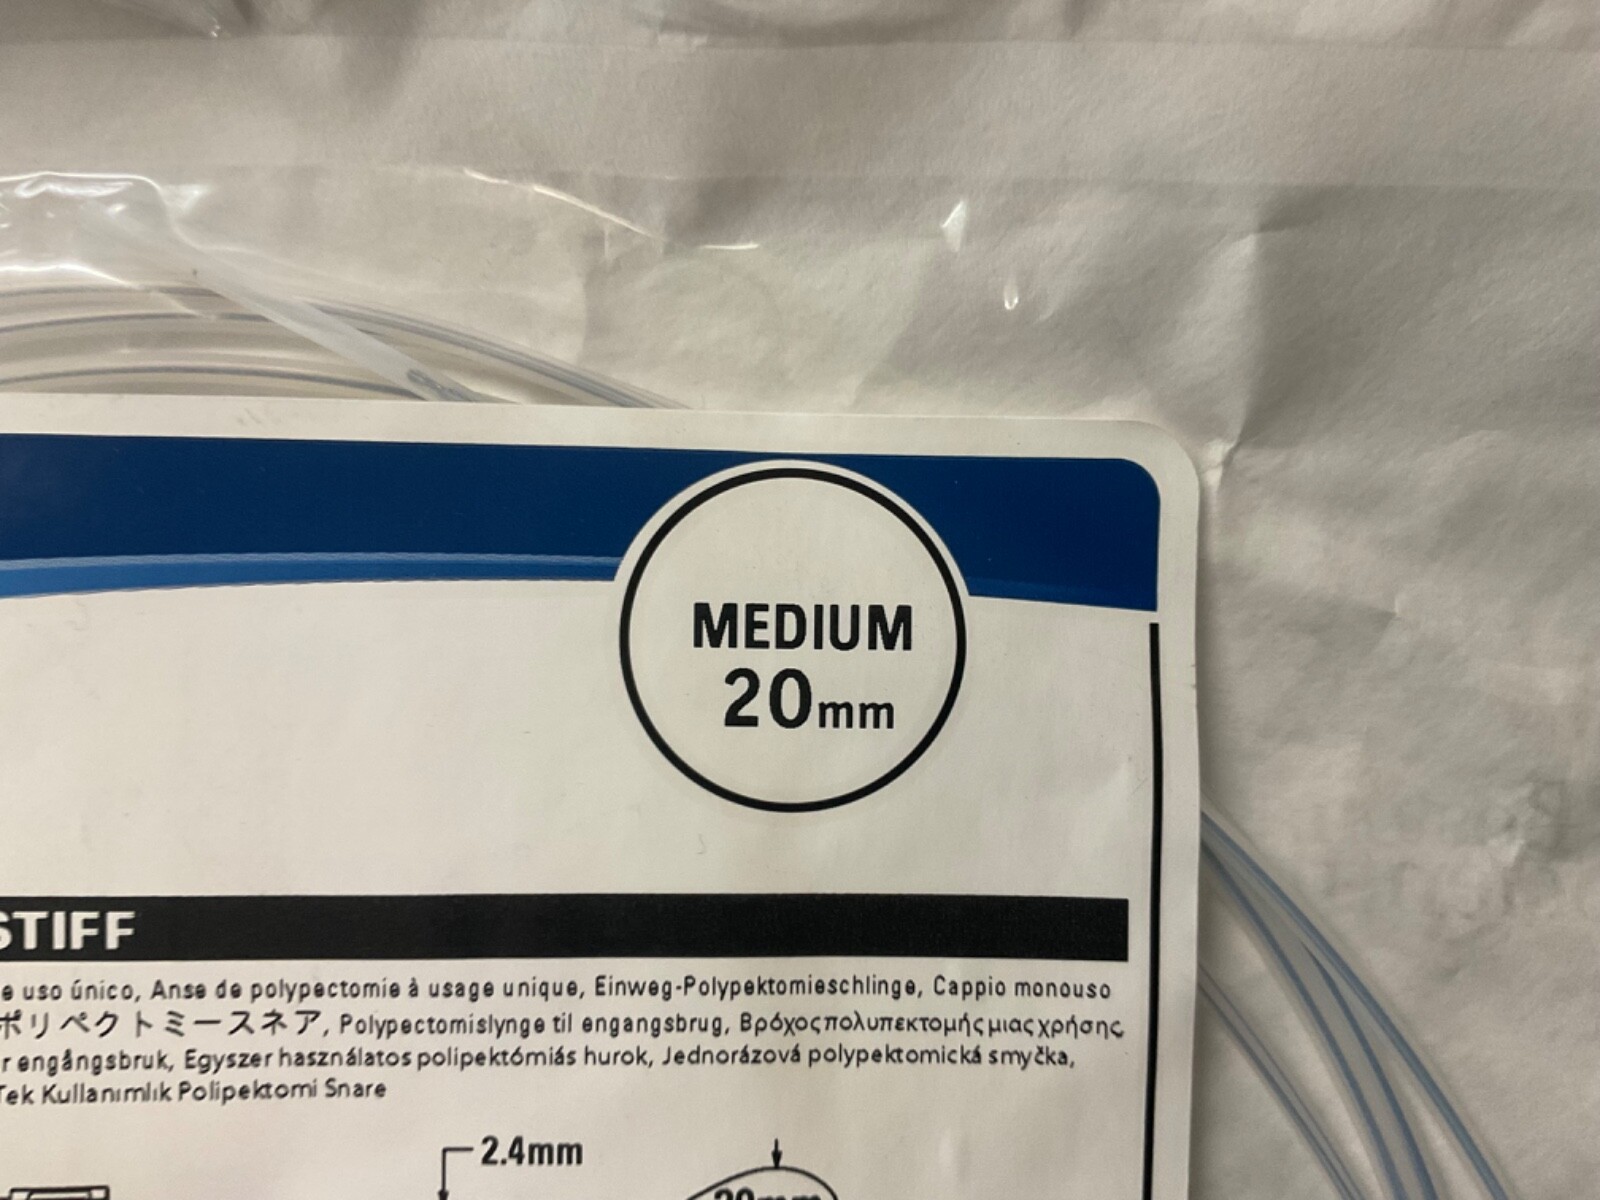 MEDIUM
20mm
STIFF
e uso único, Anse de polypectomie à usage unique, Einweg-Polypektomieschlinge, Cappio monouso
ポリペクトミースネア, Polypectomislynge til engangsbrug, Βρόχος πολυπεκτομής μιας χρήσης
r engångsbruk, Egyszer használatos polipektómiás hurok, Jednorázová polypektomická smyčka,
Tek Kullanımlık Polipektomi Snare
2.4mm
20mm